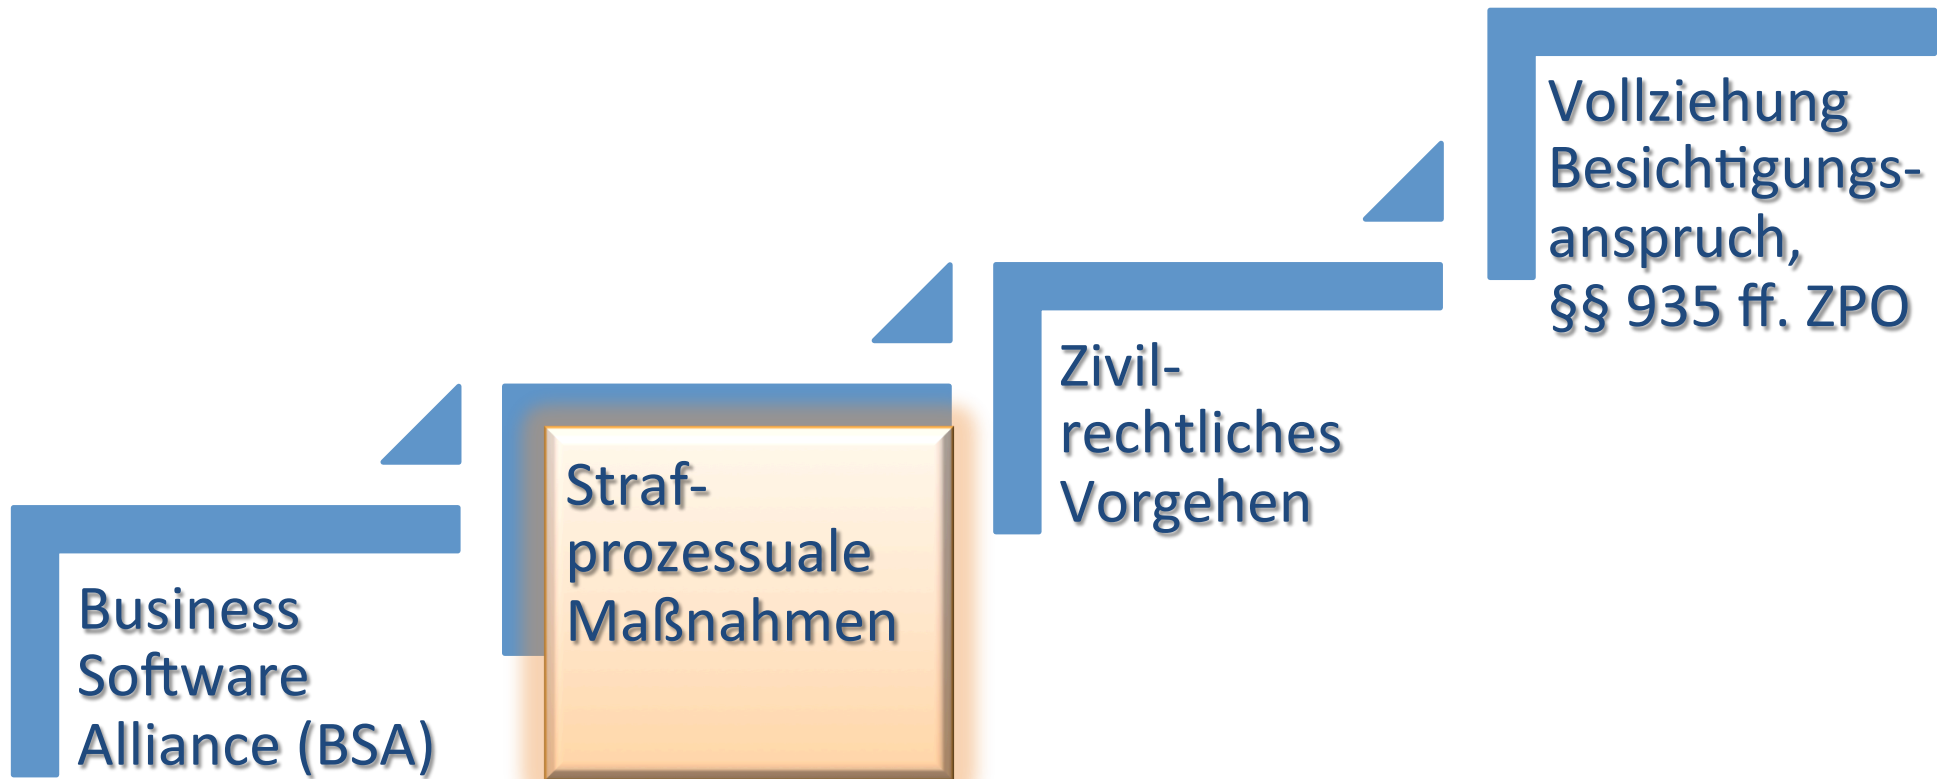 Business
Software
Alliance (BSA)
Straf-
prozessuale
Maßnahmen
Zivil-
rechtliches
Vorgehen
Vollziehung
Besichtigungs-
anspruch,
§§ 935 ff. ZPO